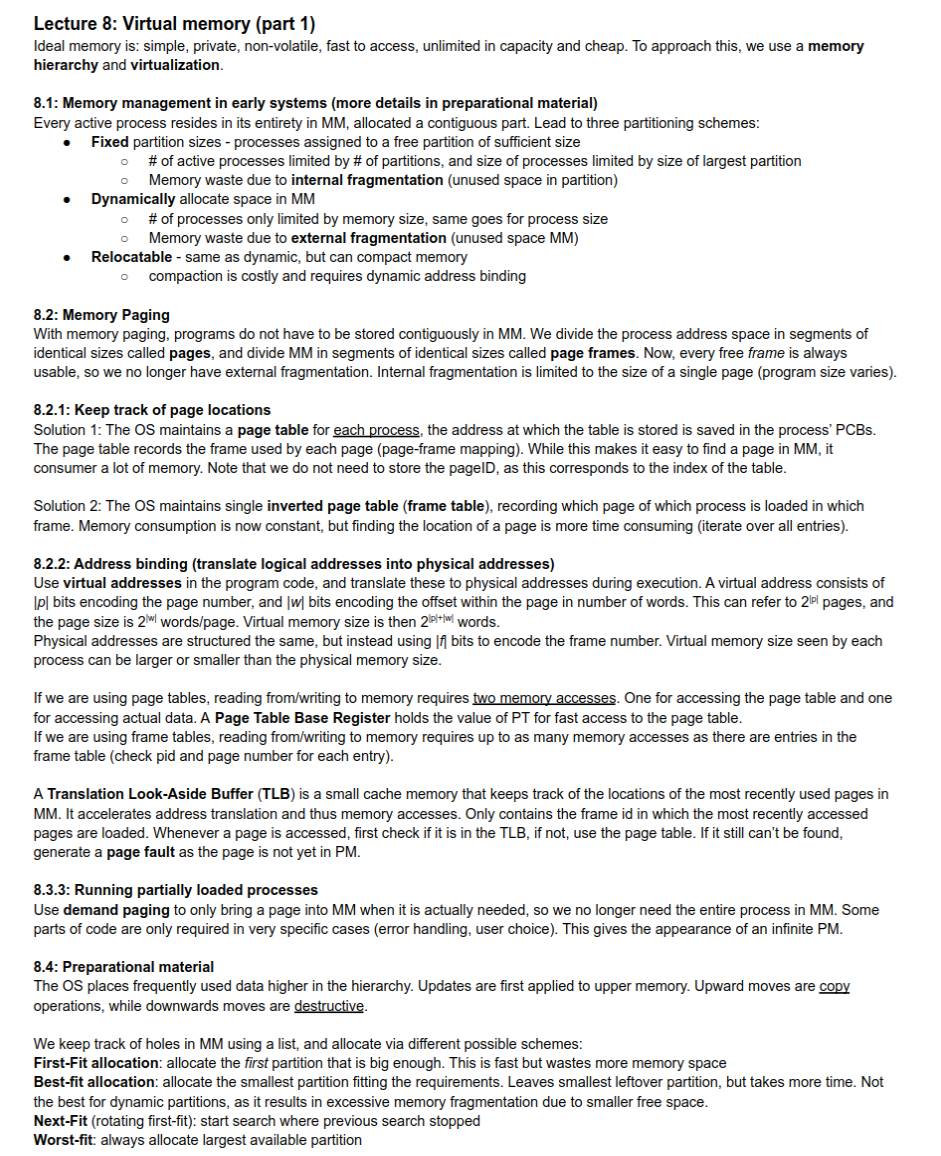 Lecture 8: Virtual memory (part 1)
Ideal memory is: simple, private, non-volatile, fast to access, unlimited in capacity and cheap. To approach this, we use a memory
hierarchy and virtualization.
8.1: Memory management in early systems (more details in preparational material)
Every active process resides in its entirety in MM, allocated a contiguous part. Lead to three partitioning schemes:
● Fixed partition sizes - processes assigned to a free partition of sufficient size
○ # of active processes limited by # of partitions, and size of processes limited by size of largest partition
○ Memory waste due to internal fragmentation (unused space in partition)
● Dynamically allocate space in MM
○ # of processes only limited by memory size, same goes for process size
○ Memory waste due to external fragmentation (unused space MM)
● Relocatable - same as dynamic, but can compact memory
○ compaction is costly and requires dynamic address binding
8.2: Memory Paging
With memory paging, programs do not have to be stored contiguously in MM. We divide the process address space in segments of
identical sizes called pages, and divide MM in segments of identical sizes called page frames. Now, every free frame is always
usable, so we no longer have external fragmentation. Internal fragmentation is limited to the size of a single page (program size varies).
8.2.1: Keep track of page locations
Solution 1: The OS maintains a page table for each process, the address at which the table is stored is saved in the process' PCBs.
The page table records the frame used by each page (page-frame mapping). While this makes it easy to find a page in MM, it
consumer a lot of memory. Note that we do not need to store the pageID, as this corresponds to the index of the table.
Solution 2: The OS maintains single inverted page table (frame table), recording which page of which process is loaded in which
frame. Memory consumption is now constant, but finding the location of a page is more time consuming (iterate over all entries).
8.2.2: Address binding (translate logical addresses into physical addresses)
Use virtual addresses in the program code, and translate these to physical addresses during execution. A virtual address consists of
|p| bits encoding the page number, and |w| bits encoding the offset within the page in number of words. This can refer to 2|p| pages, and
the page size is 2|w| words/page. Virtual memory size is then 2|p|+|w| words.
Physical addresses are structured the same, but instead using |f| bits to encode the frame number. Virtual memory size seen by each
process can be larger or smaller than the physical memory size.
If we are using page tables, reading from/writing to memory requires two memory accesses. One for accessing the page table and one
for accessing actual data. A Page Table Base Register holds the value of PT for fast access to the page table.
If we are using frame tables, reading from/writing to memory requires up to as many memory accesses as there are entries in the
frame table (check pid and page number for each entry).
A Translation Look-Aside Buffer (TLB) is a small cache memory that keeps track of the locations of the most recently used pages in
MM. It accelerates address translation and thus memory accesses. Only contains the frame id in which the most recently accessed
pages are loaded. Whenever a page is accessed, first check if it is in the TLB, if not, use the page table. If it still can't be found,
generate a page fault as the page is not yet in PM.
8.3.3: Running partially loaded processes
Use demand paging to only bring a page into MM when it is actually needed, so we no longer need the entire process in MM. Some
parts of code are only required in very specific cases (error handling, user choice). This gives the appearance of an infinite PM.
8.4: Preparational material
The OS places frequently used data higher in the hierarchy. Updates are first applied to upper memory. Upward moves are copy
operations, while downwards moves are destructive.
We keep track of holes in MM using a list, and allocate via different possible schemes:
First-Fit allocation: allocate the first partition that is big enough. This is fast but wastes more memory space
Best-fit allocation: allocate the smallest partition fitting the requirements. Leaves smallest leftover partition, but takes more time. Not
the best for dynamic partitions, as it results in excessive memory fragmentation due to smaller free space.
Next-Fit (rotating first-fit): start search where previous search stopped
Worst-fit: always allocate largest available partition